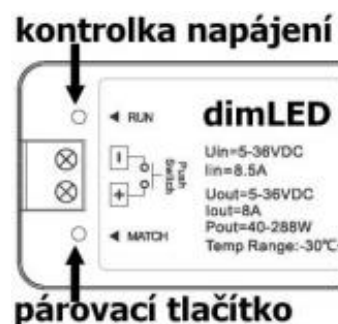 kontrolka napájení
◄ RUN
dimLED
Push Switch
Uin=5-36VDC
Iin=8.5A
Uout=5-36VDC
Iout=8A
Pout=40-288W
Temp Range:-30°C
◄ MATCH
párovací tlačítko